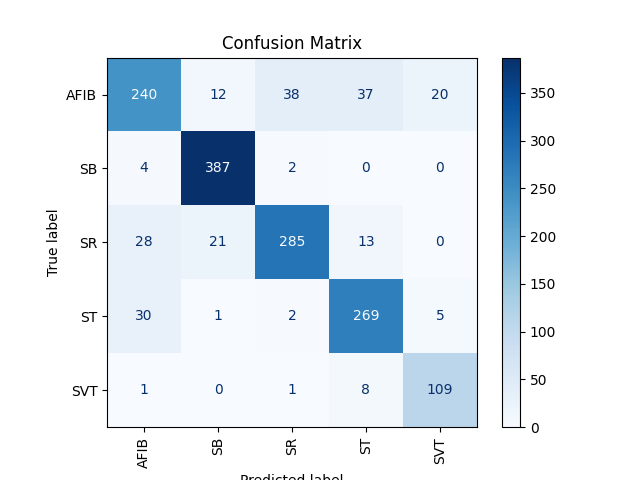 Confusion Matrix
True label
AFIB 240 12 38 37 20
SB 4 387 2 0 0
SR 28 21 285 13 0
ST 30 1 2 269 5
SVT 1 0 1 8 109
AFIB SB SR ST SVT
Predicted label
350
300
250
200
150
100
50
0